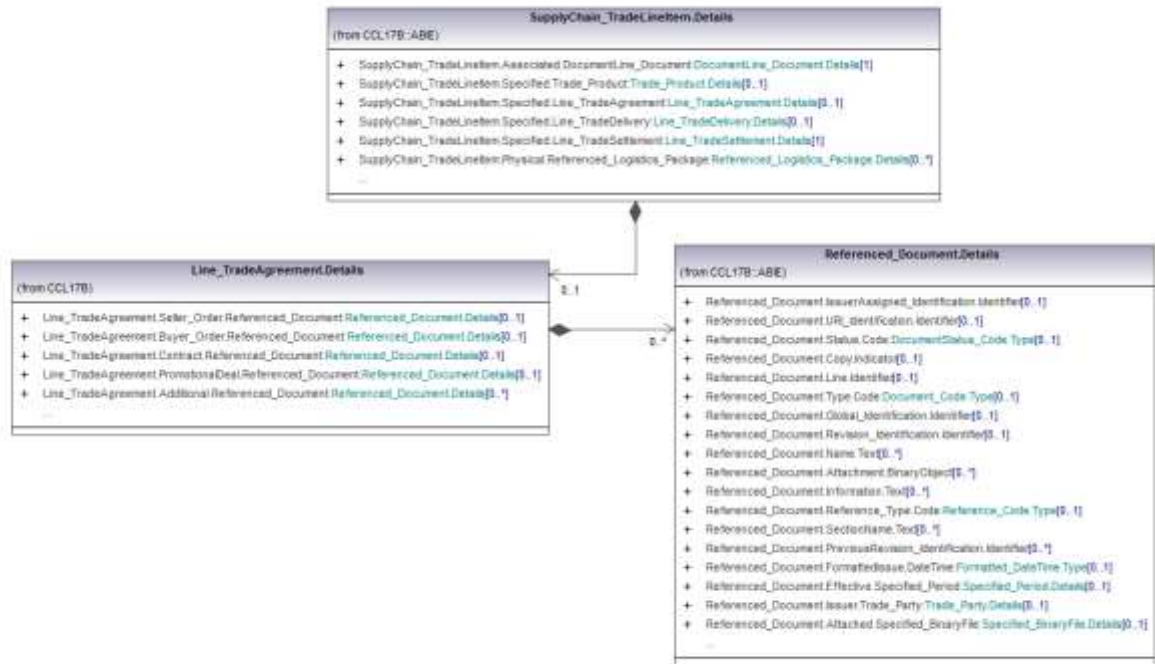 SupplyChain_TradeLineItem.Details
(from CCL17B::ABIE)
+ SupplyChain_TradeLineItem.Associated.DocumentLine_Document:DocumentLine_Document.Details[1]
+ SupplyChain_TradeLineItem.Specified.Trade_Product:Trade_Product.Details[0..1]
+ SupplyChain_TradeLineItem.Specified.Line_TradeAgreement:Line_TradeAgreement.Details[0..1]
+ SupplyChain_TradeLineItem.Specified.Line_TradeDelivery:Line_TradeDelivery.Details[0..1]
+ SupplyChain_TradeLineItem.Specified.Line_TradeSettlement:Line_TradeSettlement.Details[1]
+ SupplyChain_TradeLineItem.Physical.Referenced_Logistics_Package:Referenced_Logistics_Package.Details[0..*]
...
0..1
Line_TradeAgreement.Details
(from CCL17B)
+ Line_TradeAgreement.Seller_Order.Referenced_Document:Referenced_Document.Details[0..1]
+ Line_TradeAgreement.Buyer_Order.Referenced_Document:Referenced_Document.Details[0..1]
+ Line_TradeAgreement.Contract.Referenced_Document:Referenced_Document.Details[0..1]
+ Line_TradeAgreement.PromotionalDeal.Referenced_Document:Referenced_Document.Details[0..1]
+ Line_TradeAgreement.Additional.Referenced_Document:Referenced_Document.Details[0..*]
...
0..*
Referenced_Document.Details
(from CCL17B::ABIE)
+ Referenced_Document.IssuerAssigned_Identification.Identifier[0..1]
+ Referenced_Document.URI_Identification.Identifier[0..1]
+ Referenced_Document.Status.Code:DocumentStatus_Code.Type[0..1]
+ Referenced_Document.Copy.Indicator[0..1]
+ Referenced_Document.Line.Identifier[0..1]
+ Referenced_Document.Type.Code:Document_Code.Type[0..1]
+ Referenced_Document.Global_Identification.Identifier[0..1]
+ Referenced_Document.Revision_Identification.Identifier[0..1]
+ Referenced_Document.Name.Text[0..*]
+ Referenced_Document.Attachment.BinaryObject[0..*]
+ Referenced_Document.Information.Text[0..*]
+ Referenced_Document.Reference_Type.Code:Reference_Code.Type[0..1]
+ Referenced_Document.SectionName.Text[0..*]
+ Referenced_Document.PreviousRevision_Identification.Identifier[0..*]
+ Referenced_Document.FormattedIssue.DateTime:Formatted_DateTime.Type[0..1]
+ Referenced_Document.Effective.Specified_Period:Specified_Period.Details[0..1]
+ Referenced_Document.Issuer.Trade_Party:Trade_Party.Details[0..1]
+ Referenced_Document.Attached.Specified_BinaryFile:Specified_BinaryFile.Details[0..1]
...